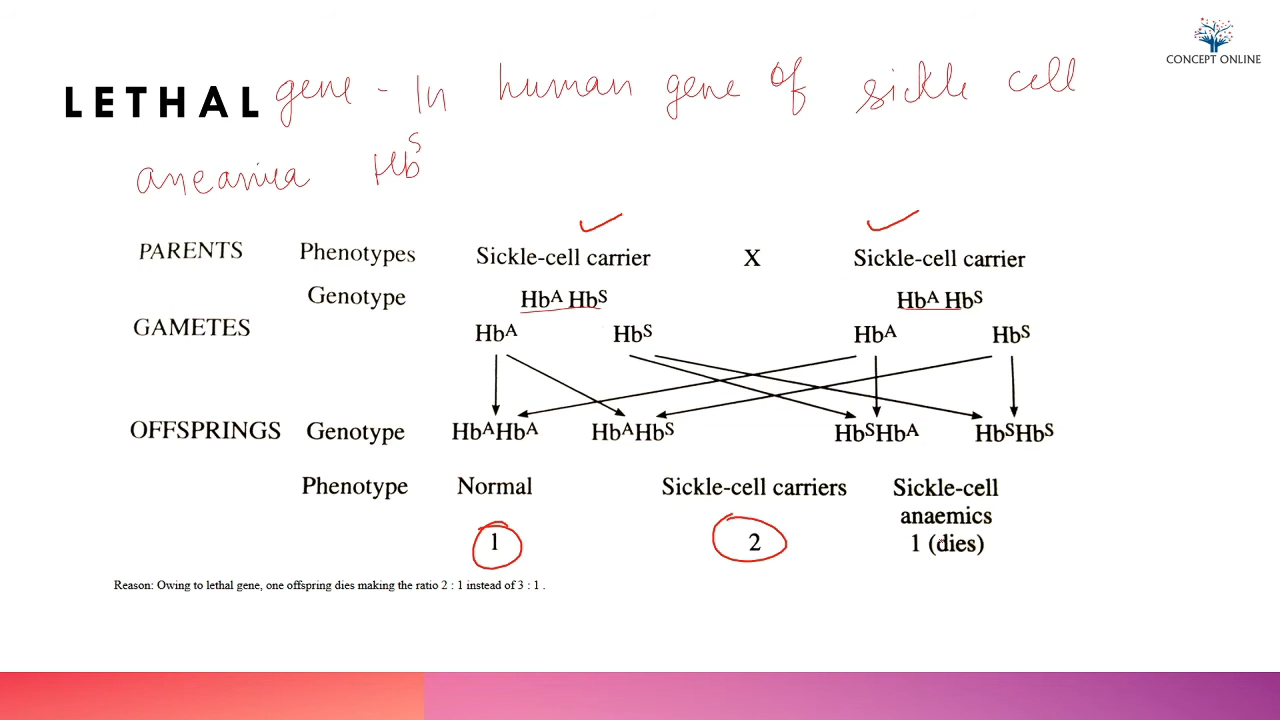 CONCEPT ONLINE
LETHAL gene - In human gene of sickle cell
aneamia Hbˢ
PARENTS Phenotypes Sickle-cell carrier X Sickle-cell carrier
Genotype Hbᴬ Hbˢ Hbᴬ Hbˢ
GAMETES Hbᴬ Hbˢ Hbᴬ Hbˢ
OFFSPRINGS Genotype HbᴬHbᴬ HbᴬHbˢ HbˢHbᴬ HbˢHbˢ
Phenotype Normal Sickle-cell carriers Sickle-cell
anaemics
1 2 1 (dies)
Reason: Owing to lethal gene, one offspring dies making the ratio 2 : 1 instead of 3 : 1 .